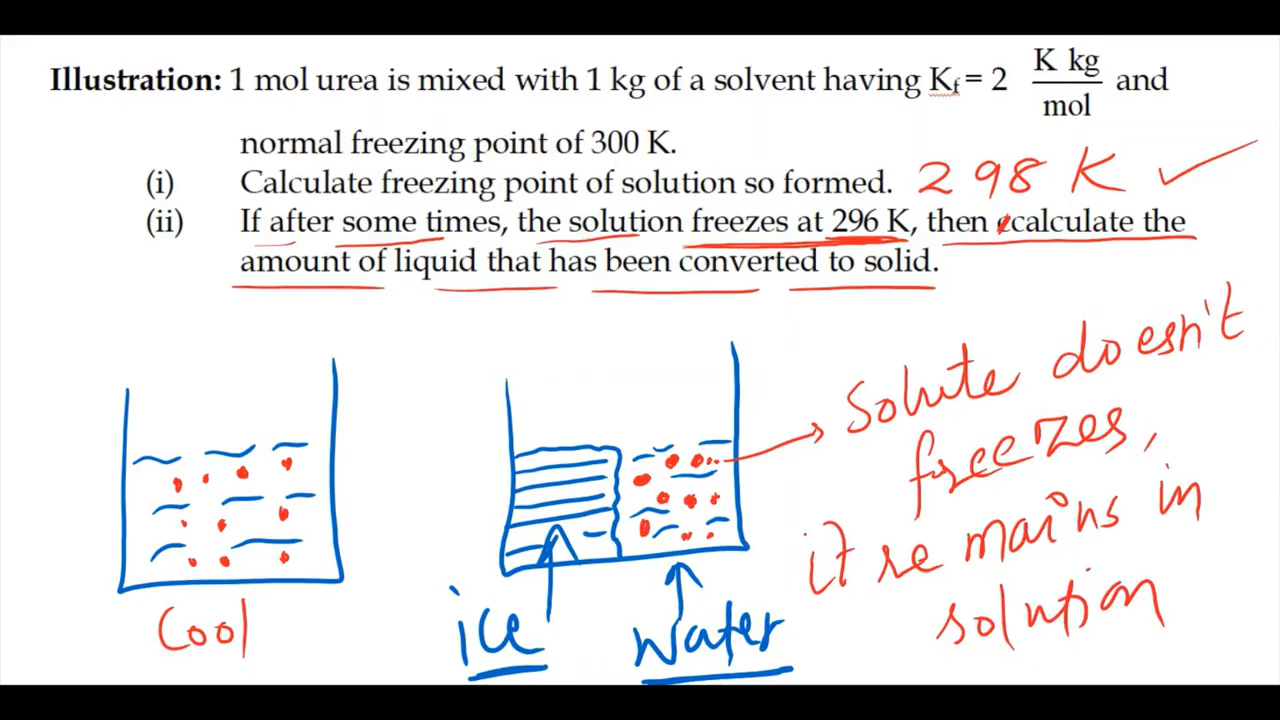 Illustration: 1 mol urea is mixed with 1 kg of a solvent having Kf = 2 K kg/mol and
normal freezing point of 300 K.
(i) Calculate freezing point of solution so formed. 298 K ✓
(ii) If after some times, the solution freezes at 296 K, then calculate the
amount of liquid that has been converted to solid.
solute doesn't
freezes,
it remains in
solution
Cool
ice
water